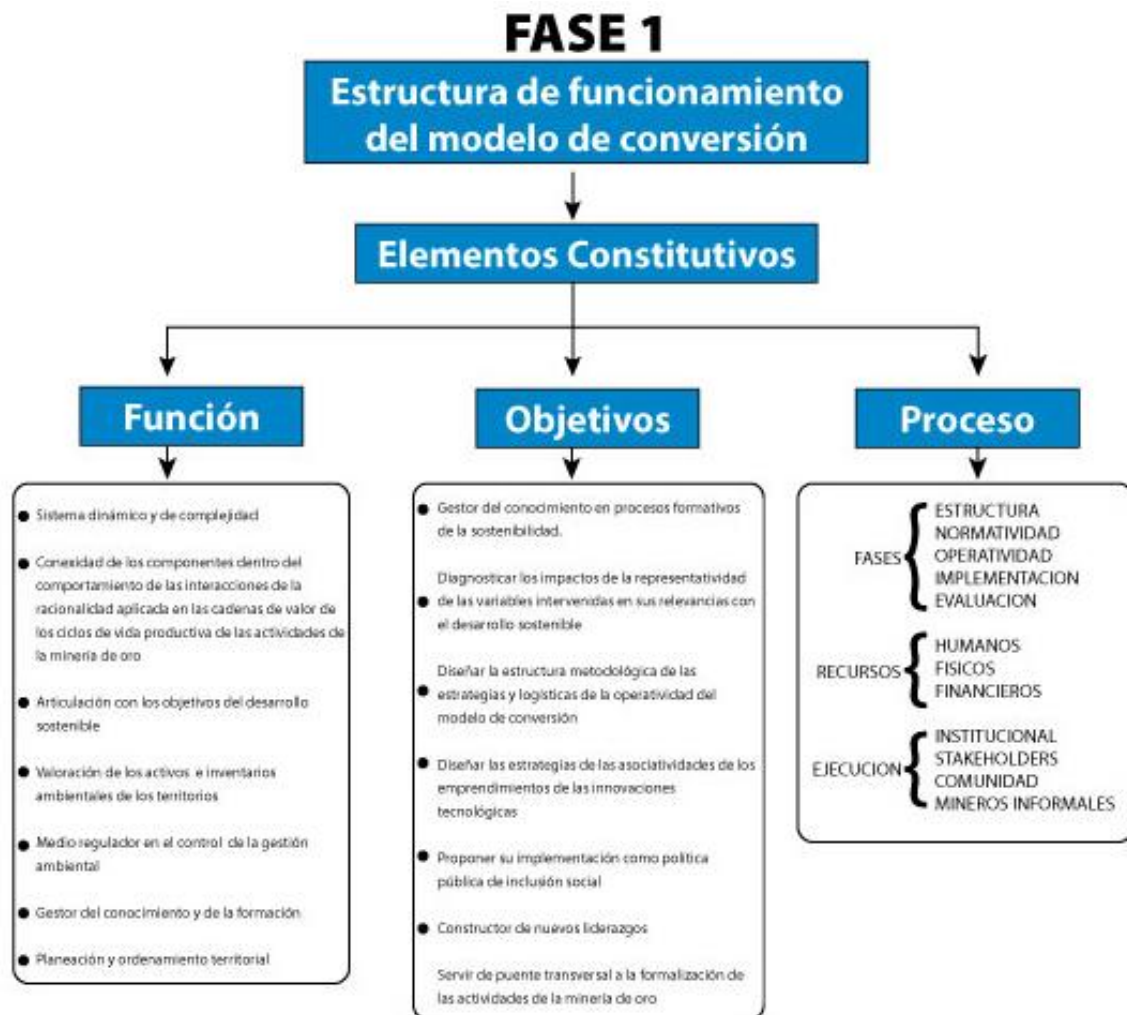 FASE 1
Estructura de funcionamiento
del modelo de conversión
Elementos Constitutivos
Función
● Sistema dinámico y de complejidad
● Conexidad de los componentes dentro del
comportamiento de las interacciones de la
racionalidad aplicada en las cadenas de valor de
los ciclos de vida productiva de las actividades de
la minería de oro
● Articulación con los objetivos del desarrollo
sostenible
● Valoración de los activos e inventarios
ambientales de los territorios
● Medio regulador en el control de la gestión
ambiental
● Gestor del conocimiento y de la formación
● Planeación y ordenamiento territorial
Objetivos
● Gestor del conocimiento en procesos formativos
de la sostenibilidad.
Diagnosticar los impactos de la representatividad
● de las variables intervenidas en sus relevancias con
el desarrollo sostenible
Diseñar la estructura metodológica de las
● estrategias y logísticas de la operatividad del
modelo de conversión
● Diseñar las estrategias de las asociatividades de los
emprendimientos de las innovaciones
tecnológicas
● Proponer su implementación como política
pública de inclusión social
● Constructor de nuevos liderazgos
Servir de puente transversal a la formalización de
las actividades de la minería de oro
Proceso
FASES
ESTRUCTURA
NORMATIVIDAD
OPERATIVIDAD
IMPLEMENTACION
EVALUACION
RECURSOS
HUMANOS
FISICOS
FINANCIEROS
EJECUCION
INSTITUCIONAL
STAKEHOLDERS
COMUNIDAD
MINEROS INFORMALES